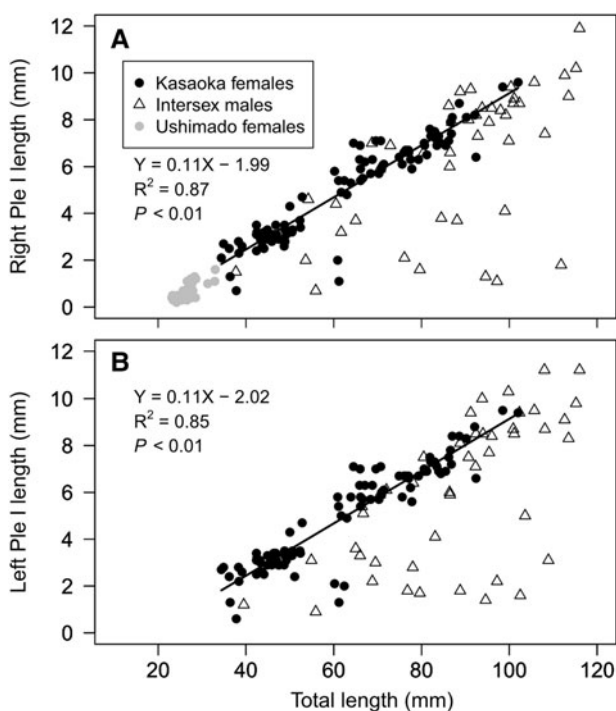 A
Kasaoka females
Intersex males
Ushimado females
Y = 0.11X − 1.99
R² = 0.87
P < 0.01
Right Ple I length (mm)
12
10
8
6
4
2
0
B
Y = 0.11X − 2.02
R² = 0.85
P < 0.01
Left Ple I length (mm)
12
10
8
6
4
2
0
20 40 60 80 100 120
Total length (mm)